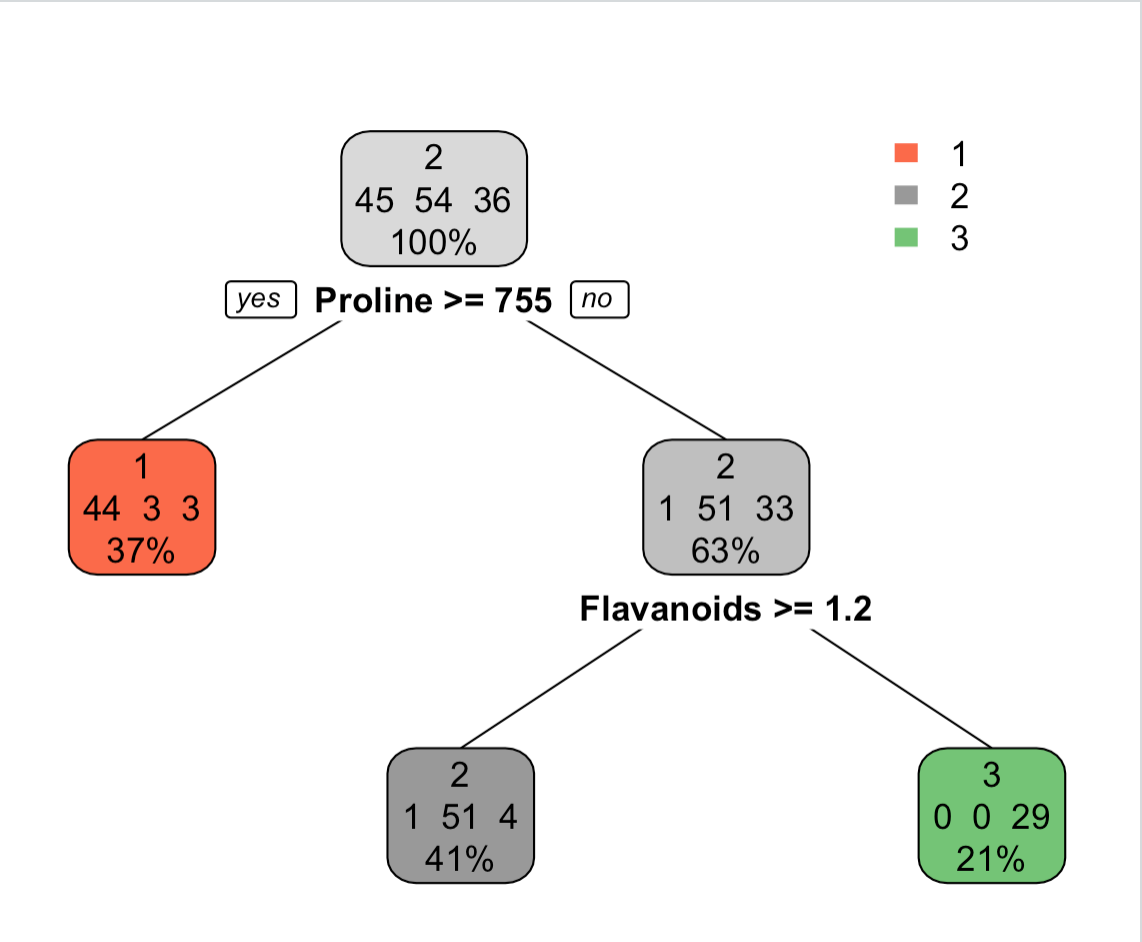 2
45 54 36
100%
1
2
3
yes Proline >= 755 no
1
44 3 3
37%
2
1 51 33
63%
Flavanoids >= 1.2
2
1 51 4
41%
3
0 0 29
21%